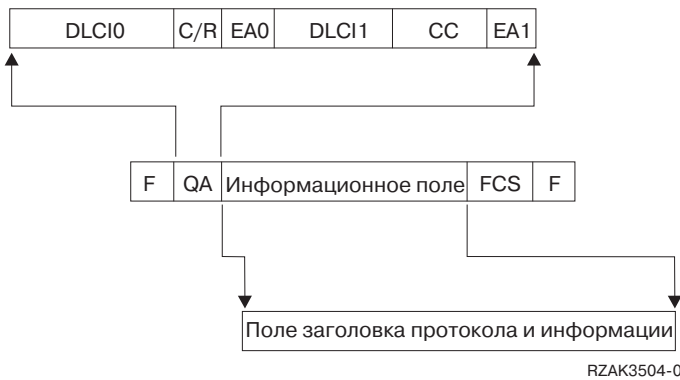 DLCI0 C/R EA0 DLCI1 CC EA1
F QA Информационное поле FCS F
Поле заголовка протокола и информации
RZAK3504-0